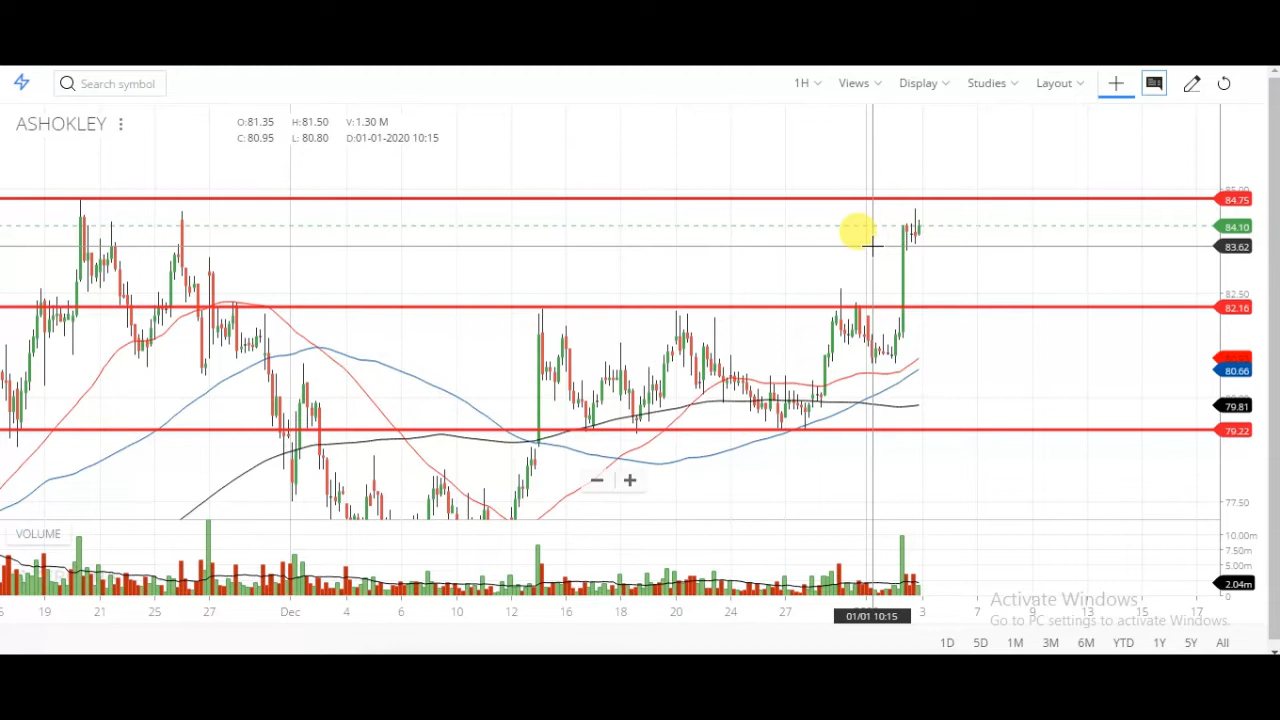 Search symbol
1H Views Display Studies Layout
ASHOKLEY
O:81.35 H:81.50 V:1.30 M
C:80.95 L: 80.80 D:01-01-2020 10:15
84.75
84.10
83.62
82.50
82.16
80.66
79.81
79.22
77.50
VOLUME
10.00m
7.50m
5.00m
2.04m
0
19 21 25 27 Dec 4 6 10 12 16 18 20 24 27 3 7 9 13 15 17
01/01 10:15
Activate Windows
Go to PC settings to activate Windows.
1D 5D 1M 3M 6M YTD 1Y 5Y All